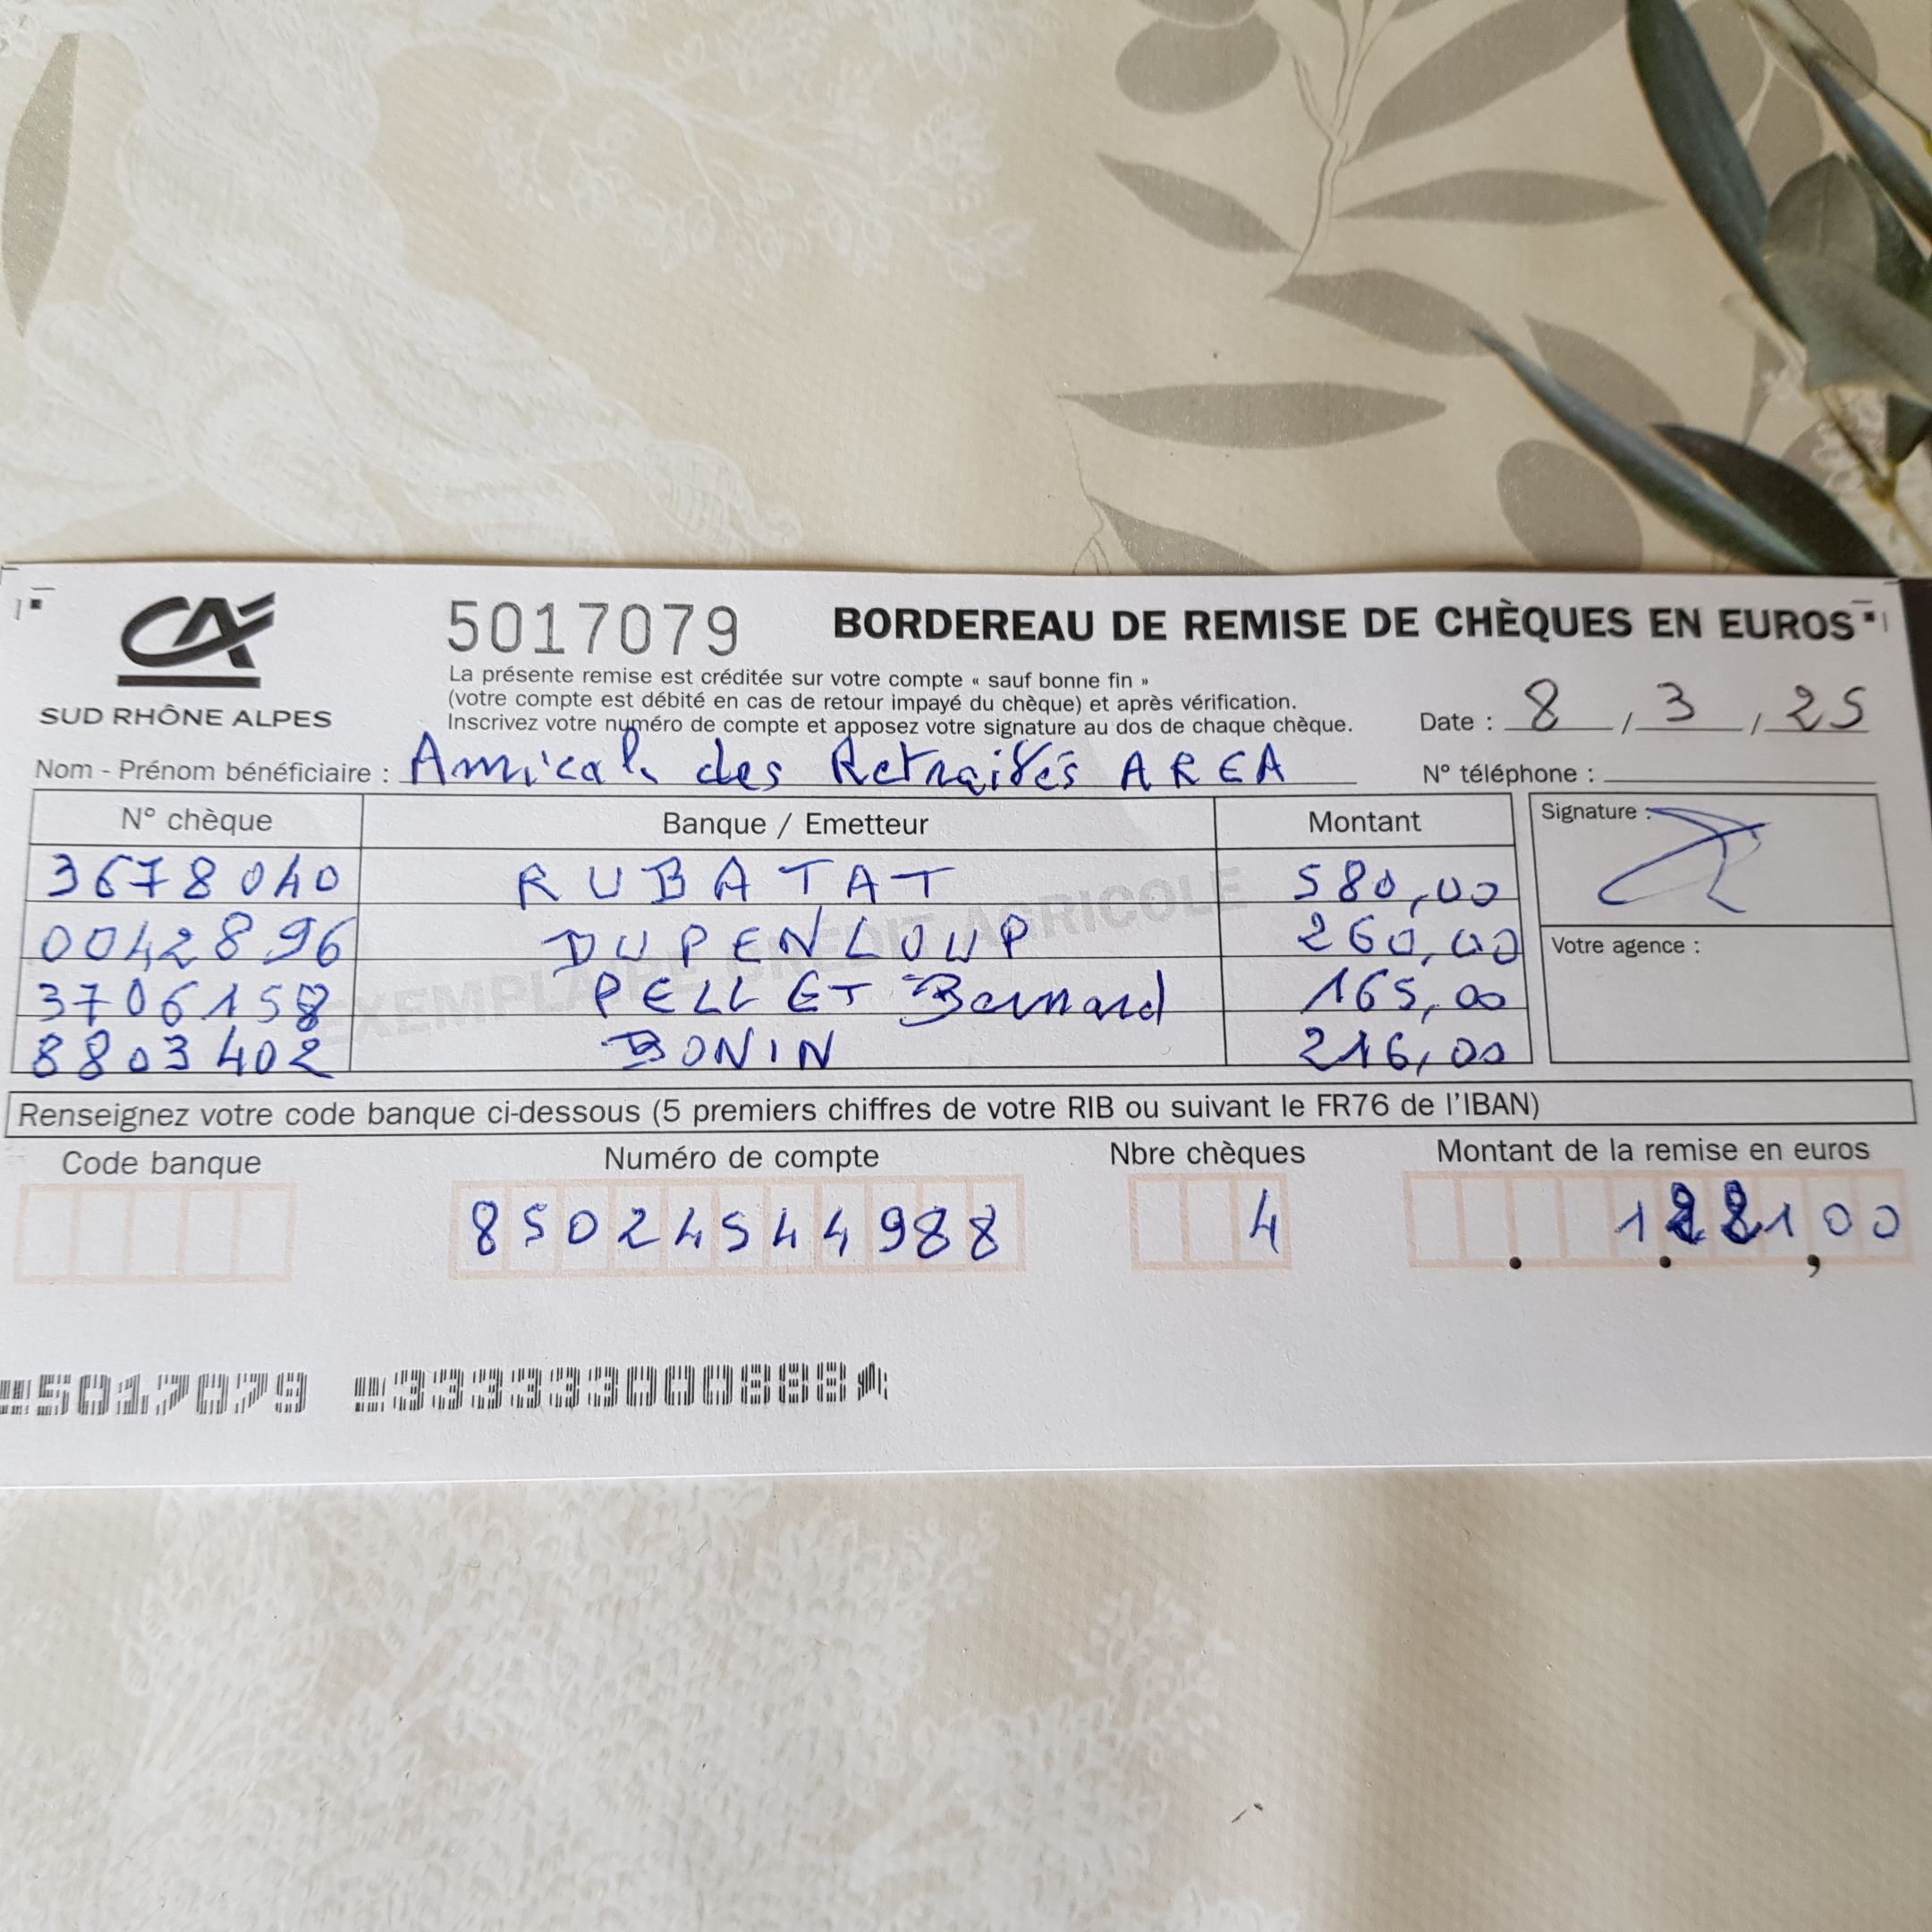 CA
SUD RHÔNE ALPES
5017079
BORDEREAU DE REMISE DE CHÈQUES EN EUROS
La présente remise est créditée sur votre compte « sauf bonne fin »
(votre compte est débité en cas de retour impayé du chèque) et après vérification.
Inscrivez votre numéro de compte et apposez votre signature au dos de chaque chèque.
Date : 8 / 3 / 25
Nom - Prénom bénéficiaire : Amicale des Retraités AREA
N° téléphone :
N° chèque Banque / Emetteur Montant
Signature :
3678040 RUBATAT 580,00
0042896 DUPENLOUP 260,00
Votre agence :
3706158 PELLET Bernard 165,00
8803402 BONIN 216,00
EXEMPLAIRE CRÉDIT AGRICOLE
Renseignez votre code banque ci-dessous (5 premiers chiffres de votre RIB ou suivant le FR76 de l'IBAN)
Code banque Numéro de compte Nbre chèques Montant de la remise en euros
85024544988 4 1221,00
5017079 333333000888